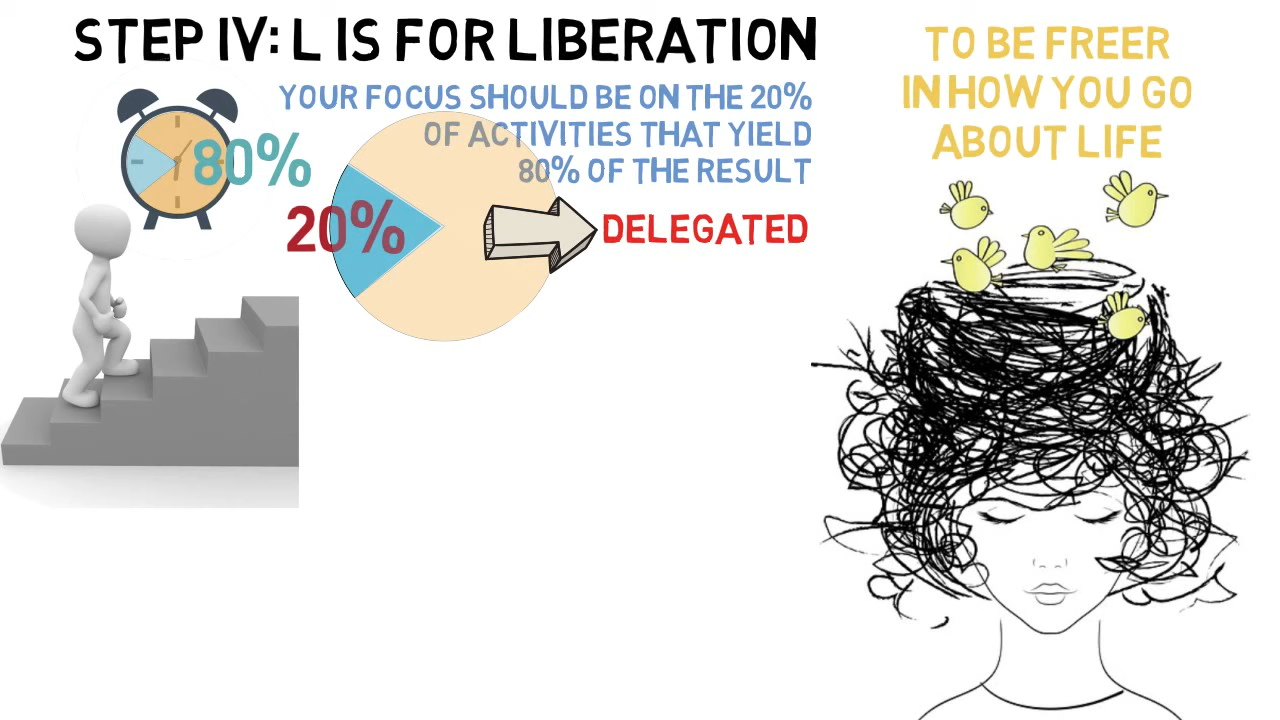 STEP IV: L IS FOR LIBERATION
YOUR FOCUS SHOULD BE ON THE 20%
OF ACTIVITIES THAT YIELD
80% OF THE RESULT
80%
20%
DELEGATED
TO BE FREER
IN HOW YOU GO
ABOUT LIFE